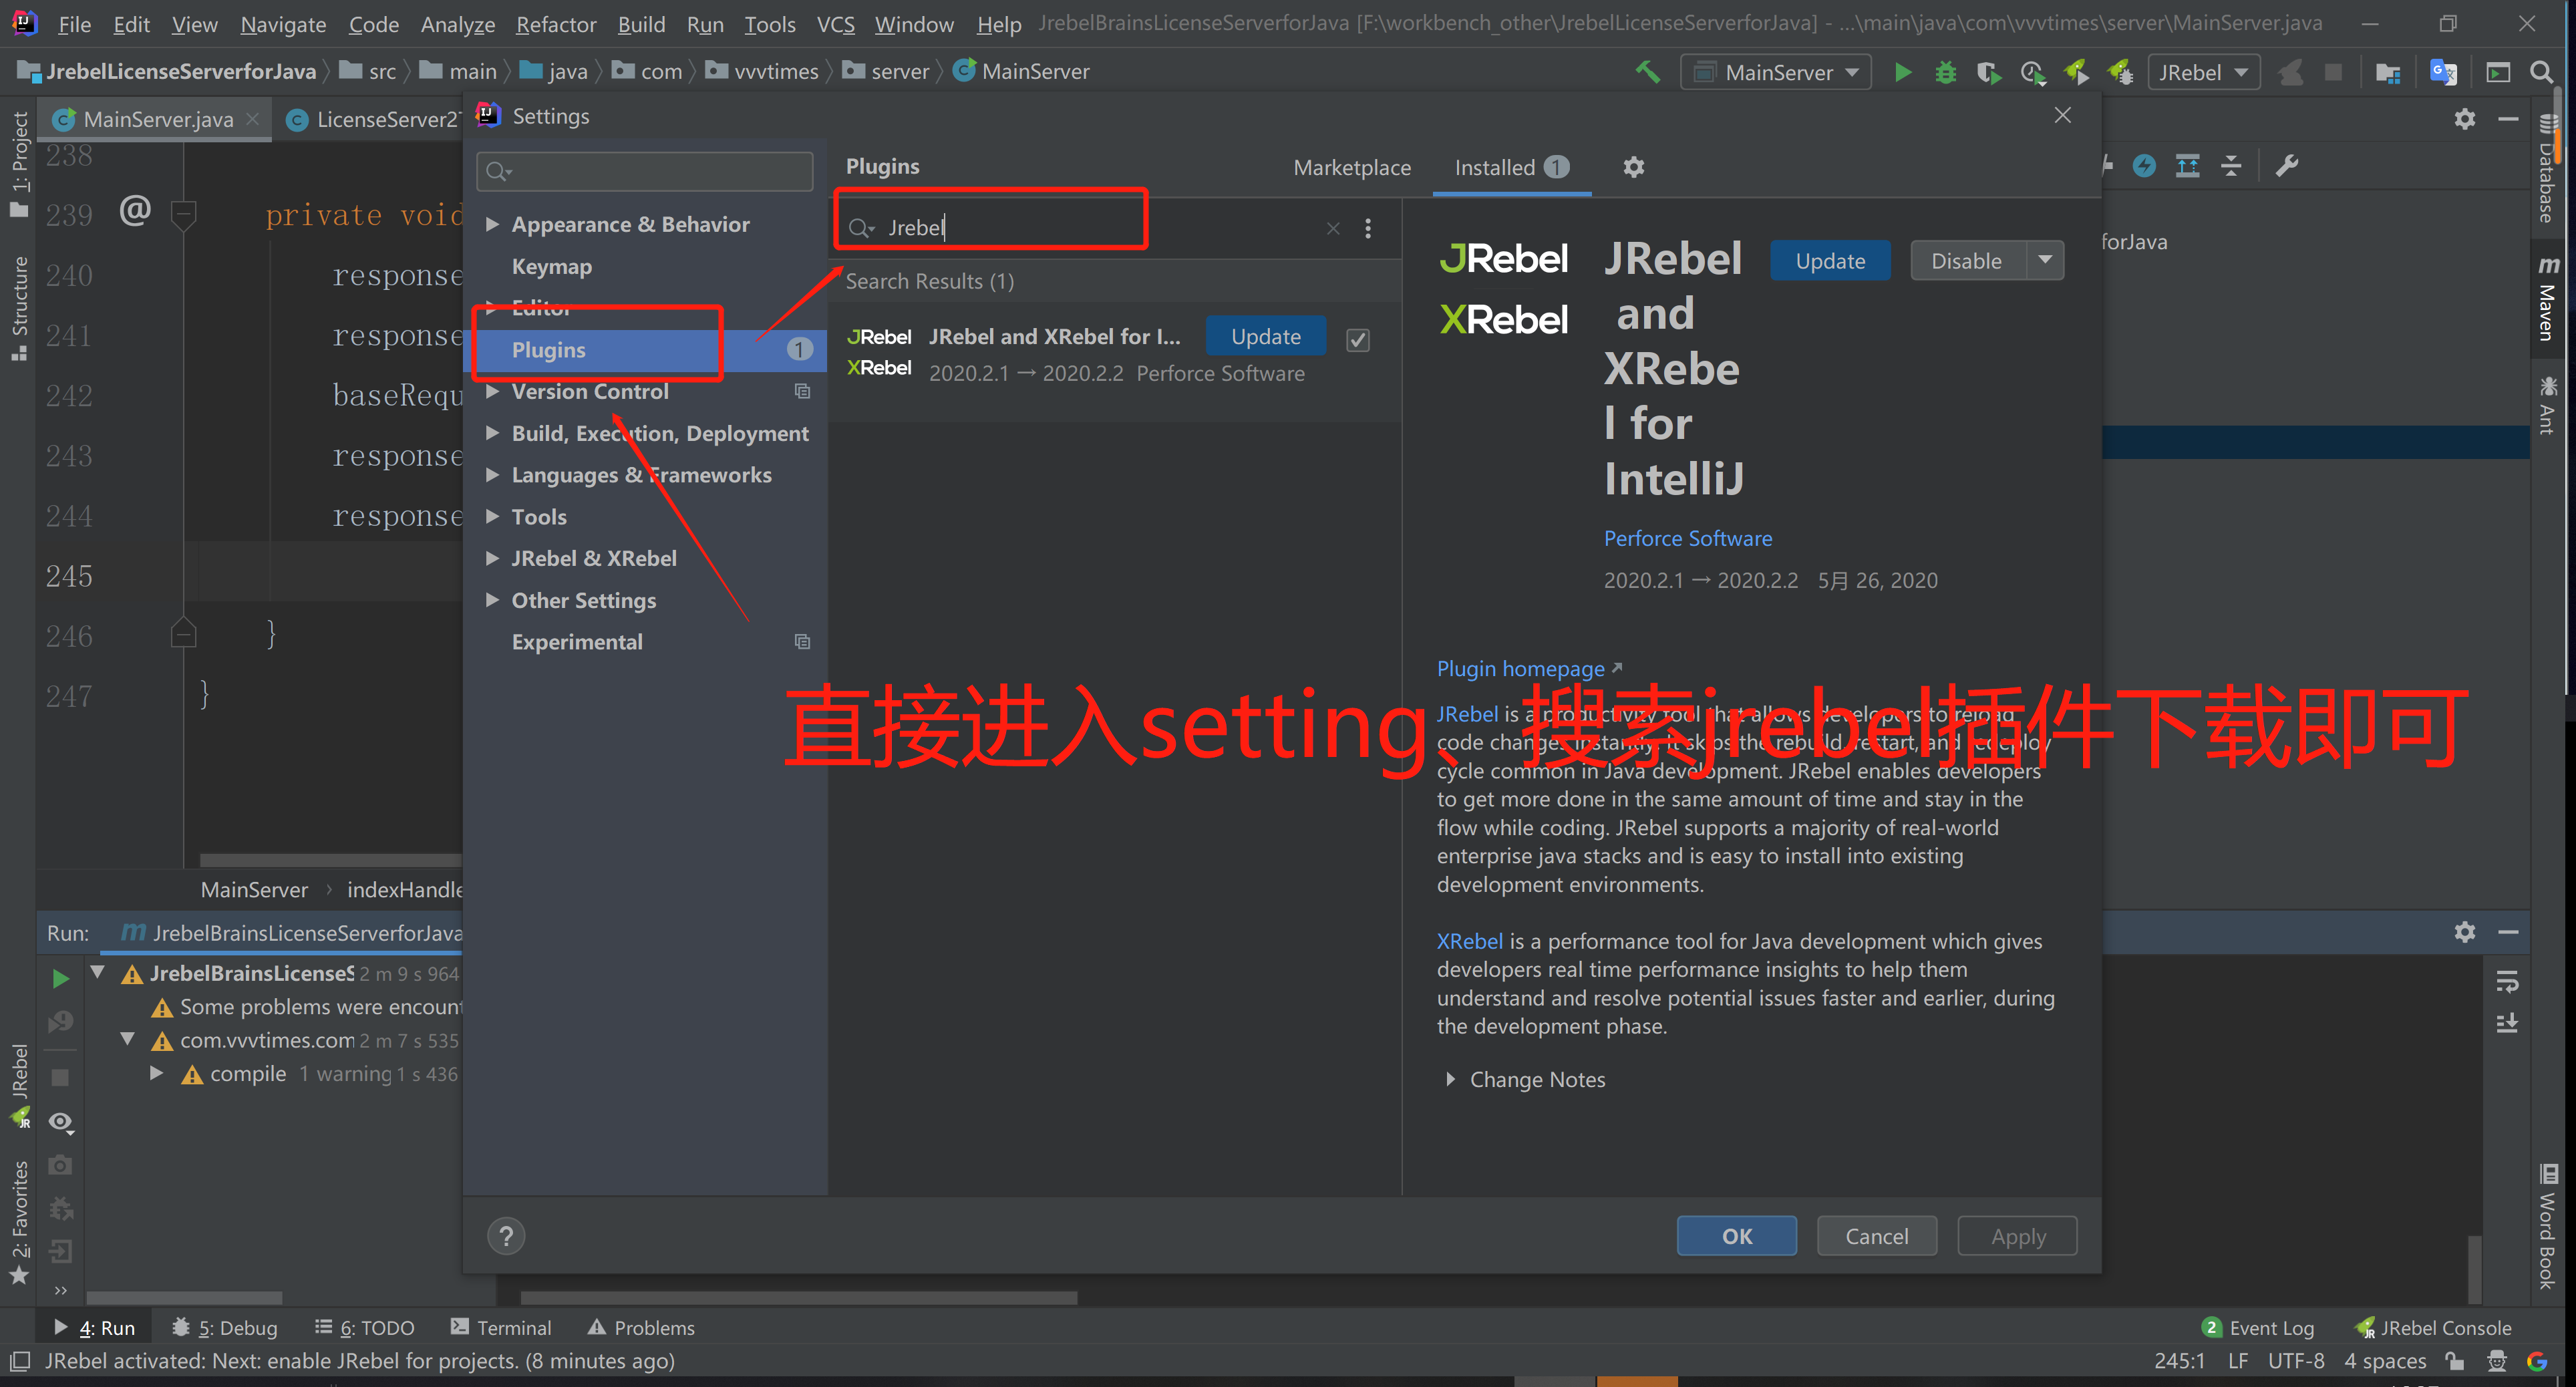 File Edit View Navigate Code Analyze Refactor Build Run Tools VCS Window Help JrebelBrainsLicenseServerforJava [F:\workbench_other\JrebelLicenseServerforJava] - ...\main\java\com\vvvtimes\server\MainServer.java
JrebelLicenseServerforJava src main java com vvvtimes server MainServer MainServer JRebel
1: Project
Structure
JRebel
2: Favorites
MainServer.java LicenseServer2
238
239 @ private void
240 response
241 response
242 baseRequ
243 response
244 response
245
246 }
247 }
MainServer › indexHandle
Settings
Appearance & Behavior
Keymap
Editor
Plugins 1
Version Control
Build, Execution, Deployment
Languages & Frameworks
Tools
JRebel & XRebel
Other Settings
Experimental
Plugins Marketplace Installed 1
Jrebel
Search Results (1)
JRebel XRebel
JRebel and XRebel for I... Update
2020.2.1 → 2020.2.2 Perforce Software
JRebel
XRebel
JRebel
and
XRebe
l for
IntelliJ
Update Disable
Perforce Software
2020.2.1 → 2020.2.2 5月 26, 2020
Plugin homepage
直接进入setting、搜索jrebel插件下载即可
JRebel is a productivity tool that allows developers to reload
code changes instantly. It skips the rebuild, restart, and redeploy
cycle common in Java development. JRebel enables developers
to get more done in the same amount of time and stay in the
flow while coding. JRebel supports a majority of real-world
enterprise java stacks and is easy to install into existing
development environments.
XRebel is a performance tool for Java development which gives
developers real time performance insights to help them
understand and resolve potential issues faster and earlier, during
the development phase.
Change Notes
? OK Cancel Apply
forJava
Database
m Maven
Ant
Word Book
Run: m JrebelBrainsLicenseServerforJava
JrebelBrainsLicenseS 2 m 9 s 964
Some problems were encount
com.vvvtimes.com 2 m 7 s 535
compile 1 warning 1 s 436
4: Run 5: Debug 6: TODO Terminal Problems 2 Event Log JRebel Console
JRebel activated: Next: enable JRebel for projects. (8 minutes ago) 245:1 LF UTF-8 4 spaces